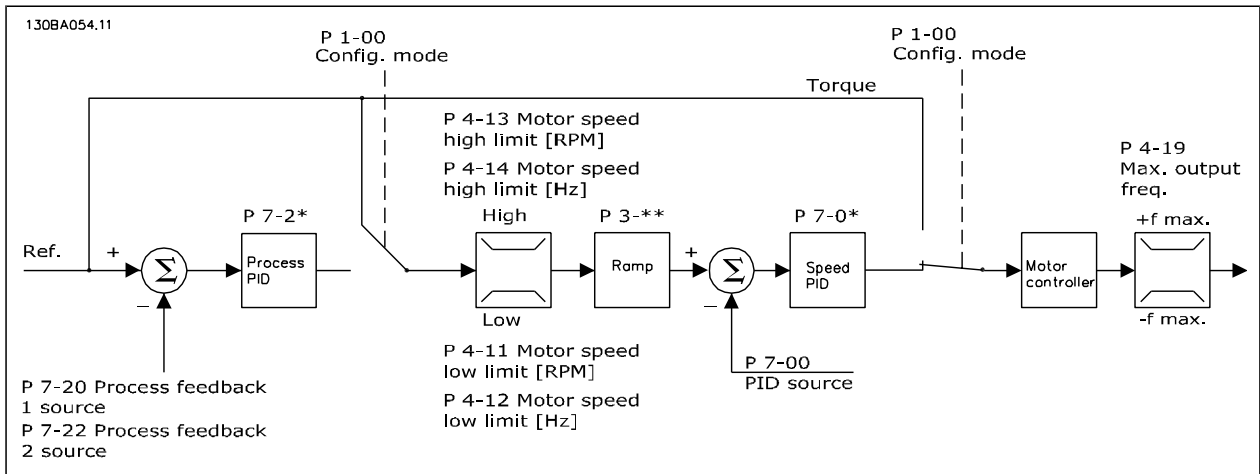 130BA054.11
P 1-00
Config. mode
P 1-00
Config. mode
Torque
P 4-13 Motor speed
high limit [RPM]
P 4-14 Motor speed
high limit [Hz]
P 4-19
Max. output
freq.
Ref.
+
Σ
−
P 7-2*
Process
PID
High
Low
P 3-**
Ramp
+
Σ
−
P 7-0*
Speed
PID
Motor
controller
+f max.
-f max.
P 4-11 Motor speed
low limit [RPM]
P 4-12 Motor speed
low limit [Hz]
P 7-00
PID source
P 7-20 Process feedback
1 source
P 7-22 Process feedback
2 source